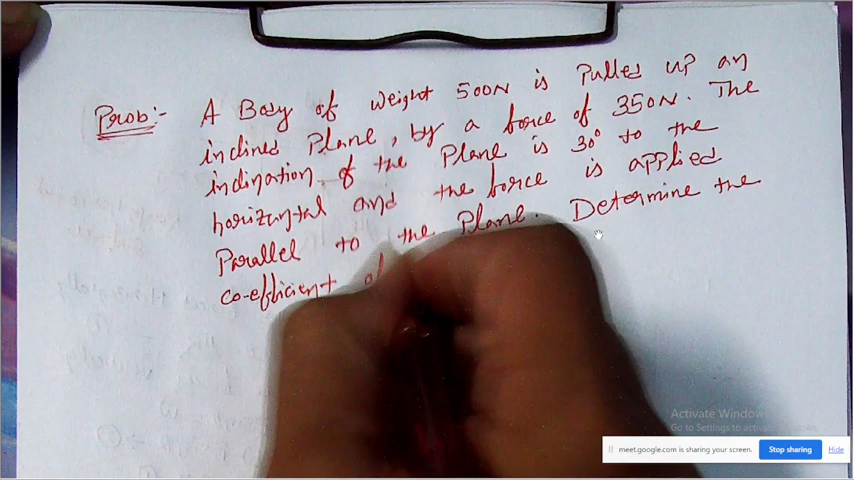 Prob:- A Body of weight 500N is Pulled up an
inclined Plane, by a force of 350N. The
inclination of the Plane is 30° to the
horizontal and the force is applied
Parallel to the Plane. Determine the
co-efficient of
Activate Windows
Go to Settings to activate Windows.
meet.google.com is sharing your screen.
Stop sharing
Hide